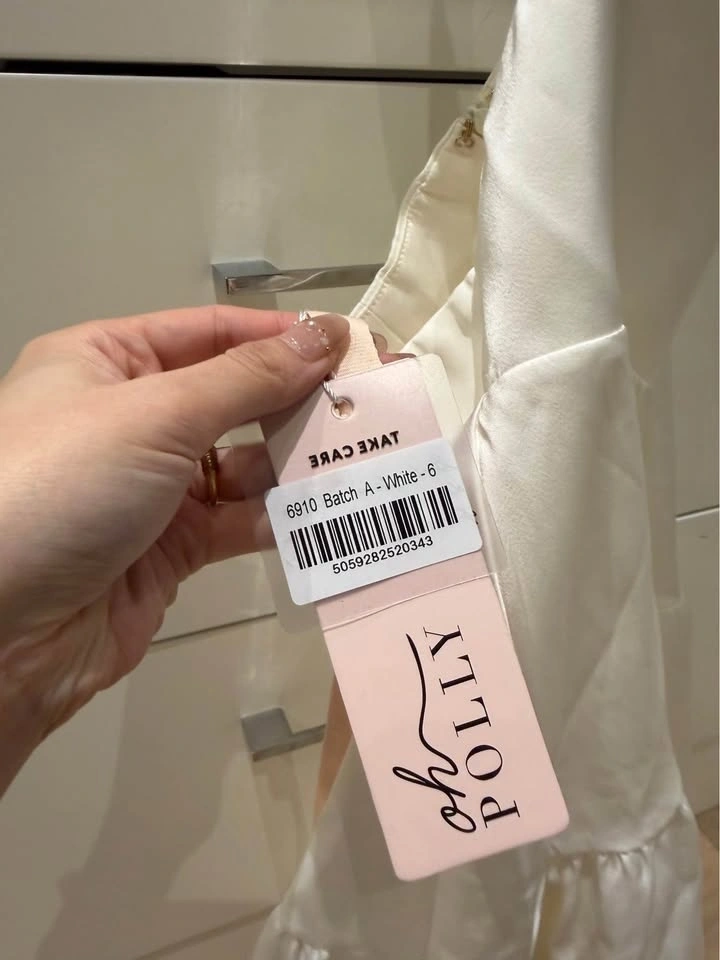 TAKE CARE
6910 Batch A - White - 6
5059282520343
oh
POLLY